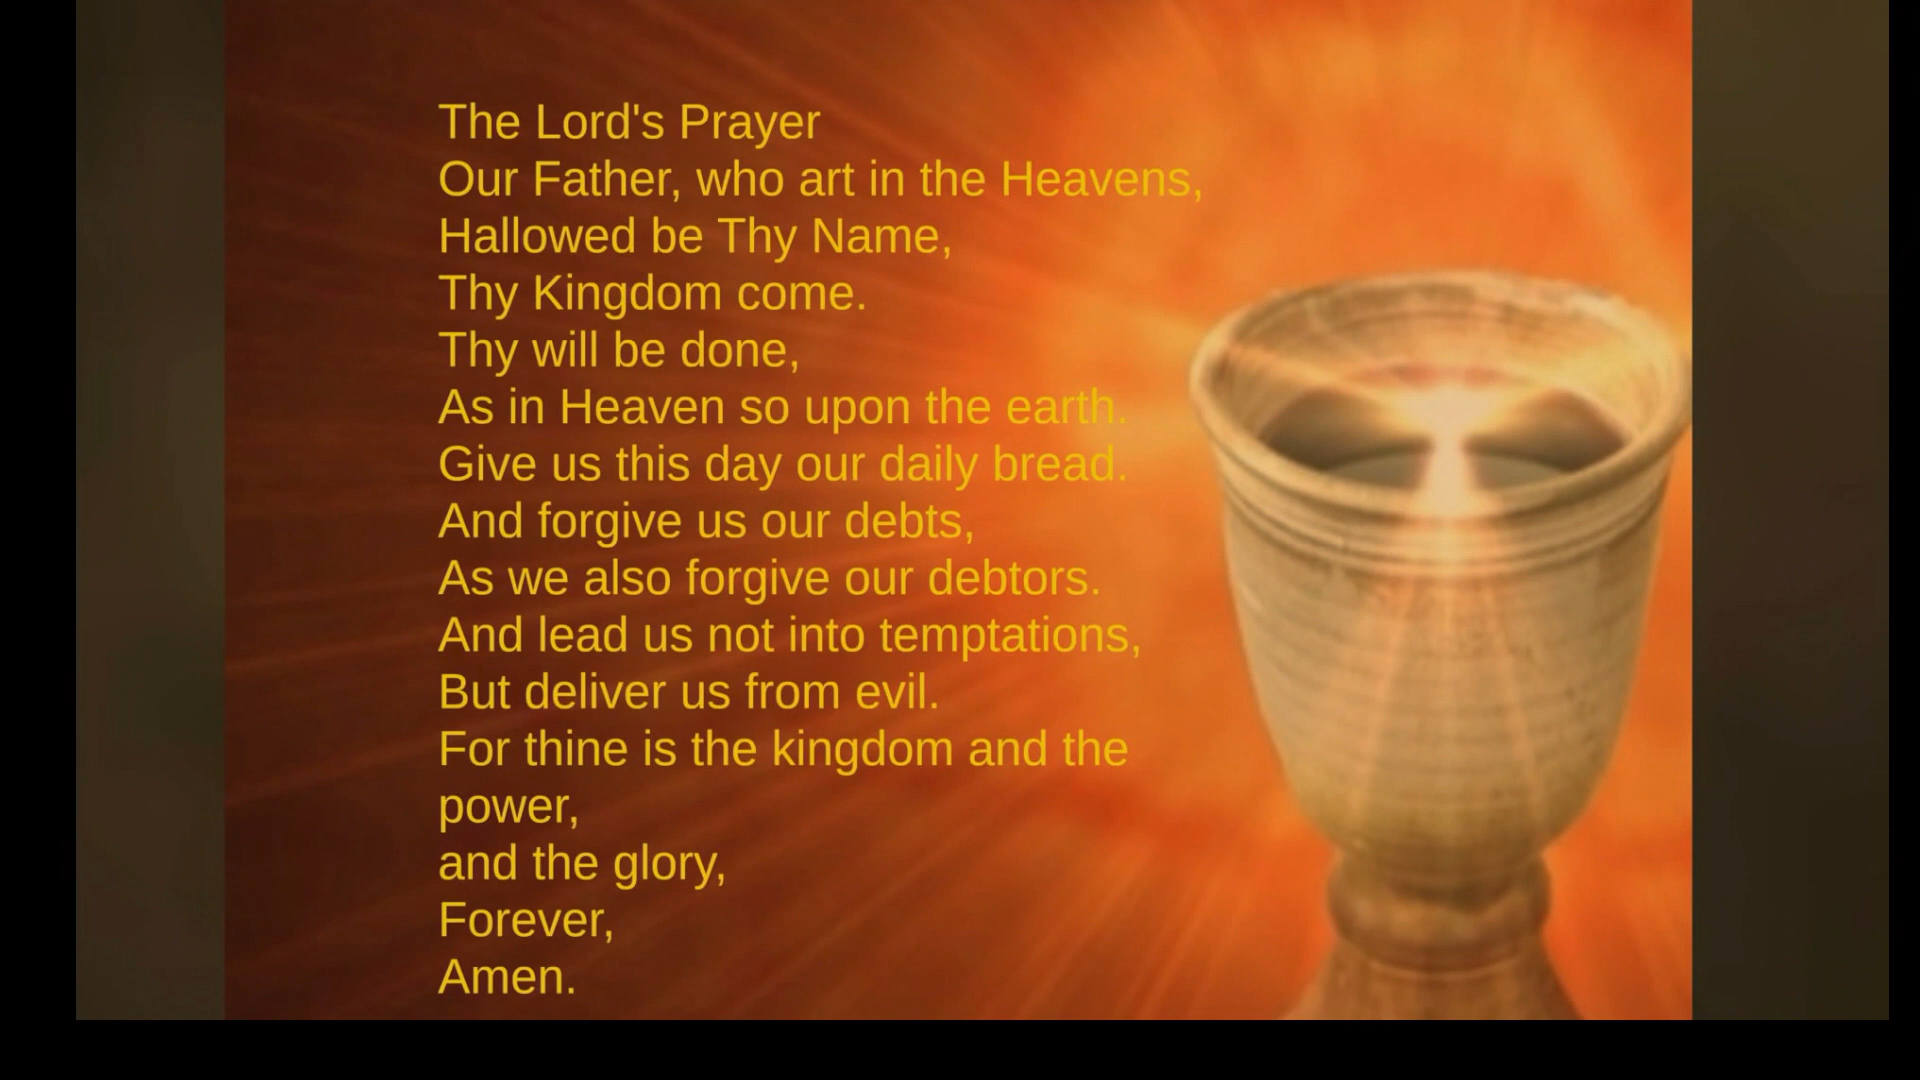 The Lord's Prayer
Our Father, who art in the Heavens,
Hallowed be Thy Name,
Thy Kingdom come.
Thy will be done,
As in Heaven so upon the earth.
Give us this day our daily bread.
And forgive us our debts,
As we also forgive our debtors.
And lead us not into temptations,
But deliver us from evil.
For thine is the kingdom and the
power,
and the glory,
Forever,
Amen.